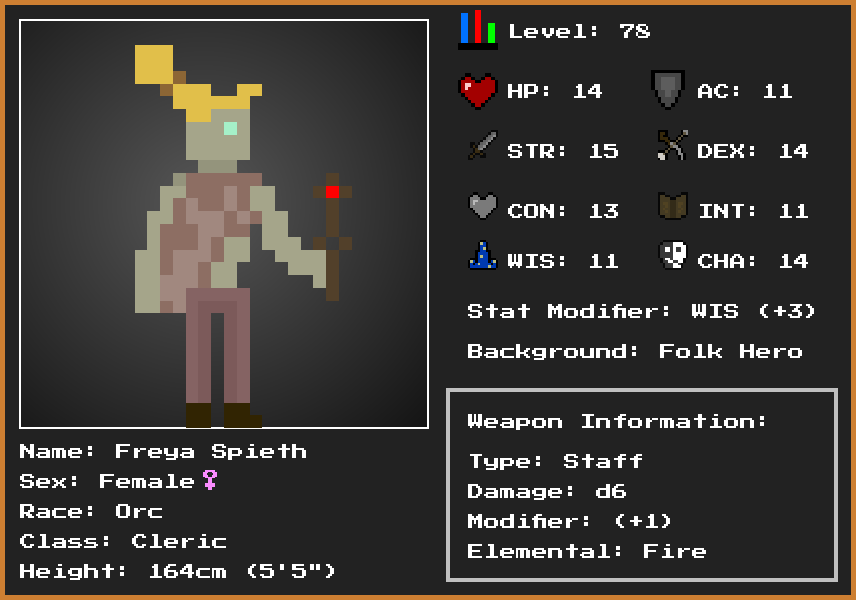 Level: 78
HP: 14
AC: 11
STR: 15
DEX: 14
CON: 13
INT: 11
WIS: 11
CHA: 14
Stat Modifier: WIS (+3)
Background: Folk Hero
Weapon Information:
Type: Staff
Damage: d6
Modifier: (+1)
Elemental: Fire
Name: Freya Spieth
Sex: Female♀
Race: Orc
Class: Cleric
Height: 164cm (5'5")